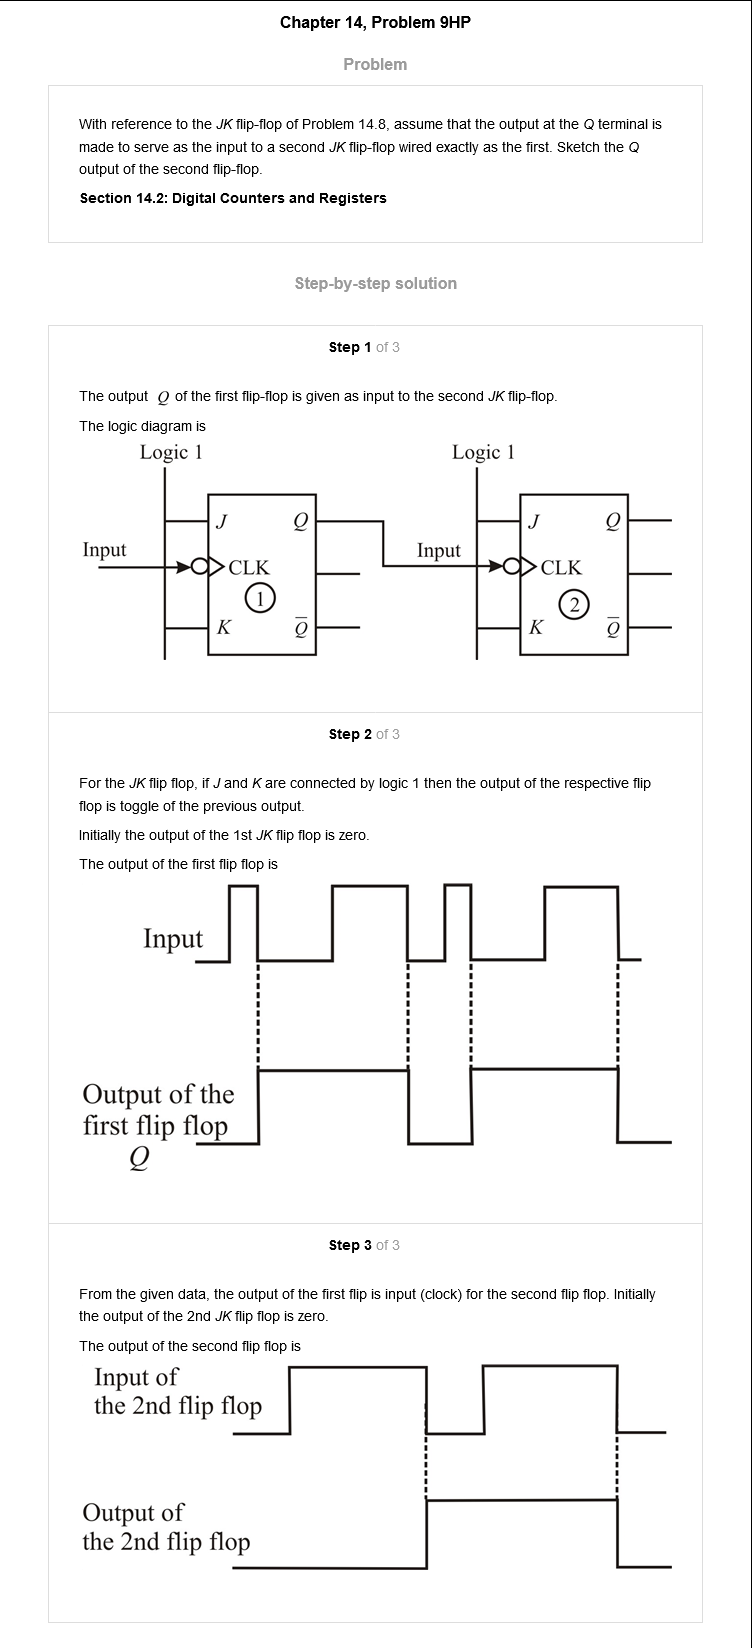 Chapter 14, Problem 9HP
Problem
With reference to the JK flip-flop of Problem 14.8, assume that the output at the Q terminal is
made to serve as the input to a second JK flip-flop wired exactly as the first. Sketch the Q
output of the second flip-flop.
Section 14.2: Digital Counters and Registers
Step-by-step solution
Step 1 of 3
The output Q of the first flip-flop is given as input to the second JK flip-flop.
The logic diagram is
Logic 1
Logic 1
J
Q
J
Q
Input
CLK
Input
CLK
1
2
K
Q̅
K
Q̅
Step 2 of 3
For the JK flip flop, if J and K are connected by logic 1 then the output of the respective flip
flop is toggle of the previous output.
Initially the output of the 1st JK flip flop is zero.
The output of the first flip flop is
Input
Output of the
first flip flop
Q
Step 3 of 3
From the given data, the output of the first flip is input (clock) for the second flip flop. Initially
the output of the 2nd JK flip flop is zero.
The output of the second flip flop is
Input of
the 2nd flip flop
Output of
the 2nd flip flop